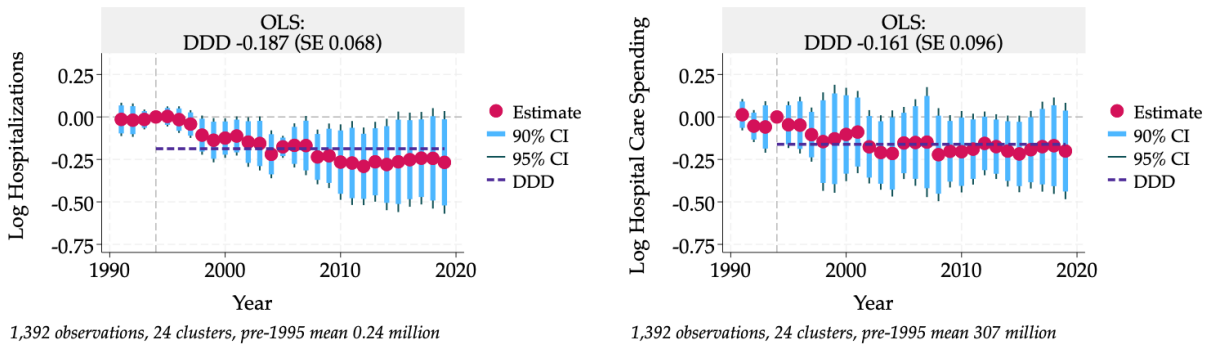 OLS:
DDD -0.187 (SE 0.068)
Log Hospitalizations
0.25
0.00
-0.25
-0.50
-0.75
1990 2000 2010 2020
Year
Estimate
90% CI
95% CI
DDD
1,392 observations, 24 clusters, pre-1995 mean 0.24 million
OLS:
DDD -0.161 (SE 0.096)
Log Hospital Care Spending
0.25
0.00
-0.25
-0.50
-0.75
1990 2000 2010 2020
Year
Estimate
90% CI
95% CI
DDD
1,392 observations, 24 clusters, pre-1995 mean 307 million